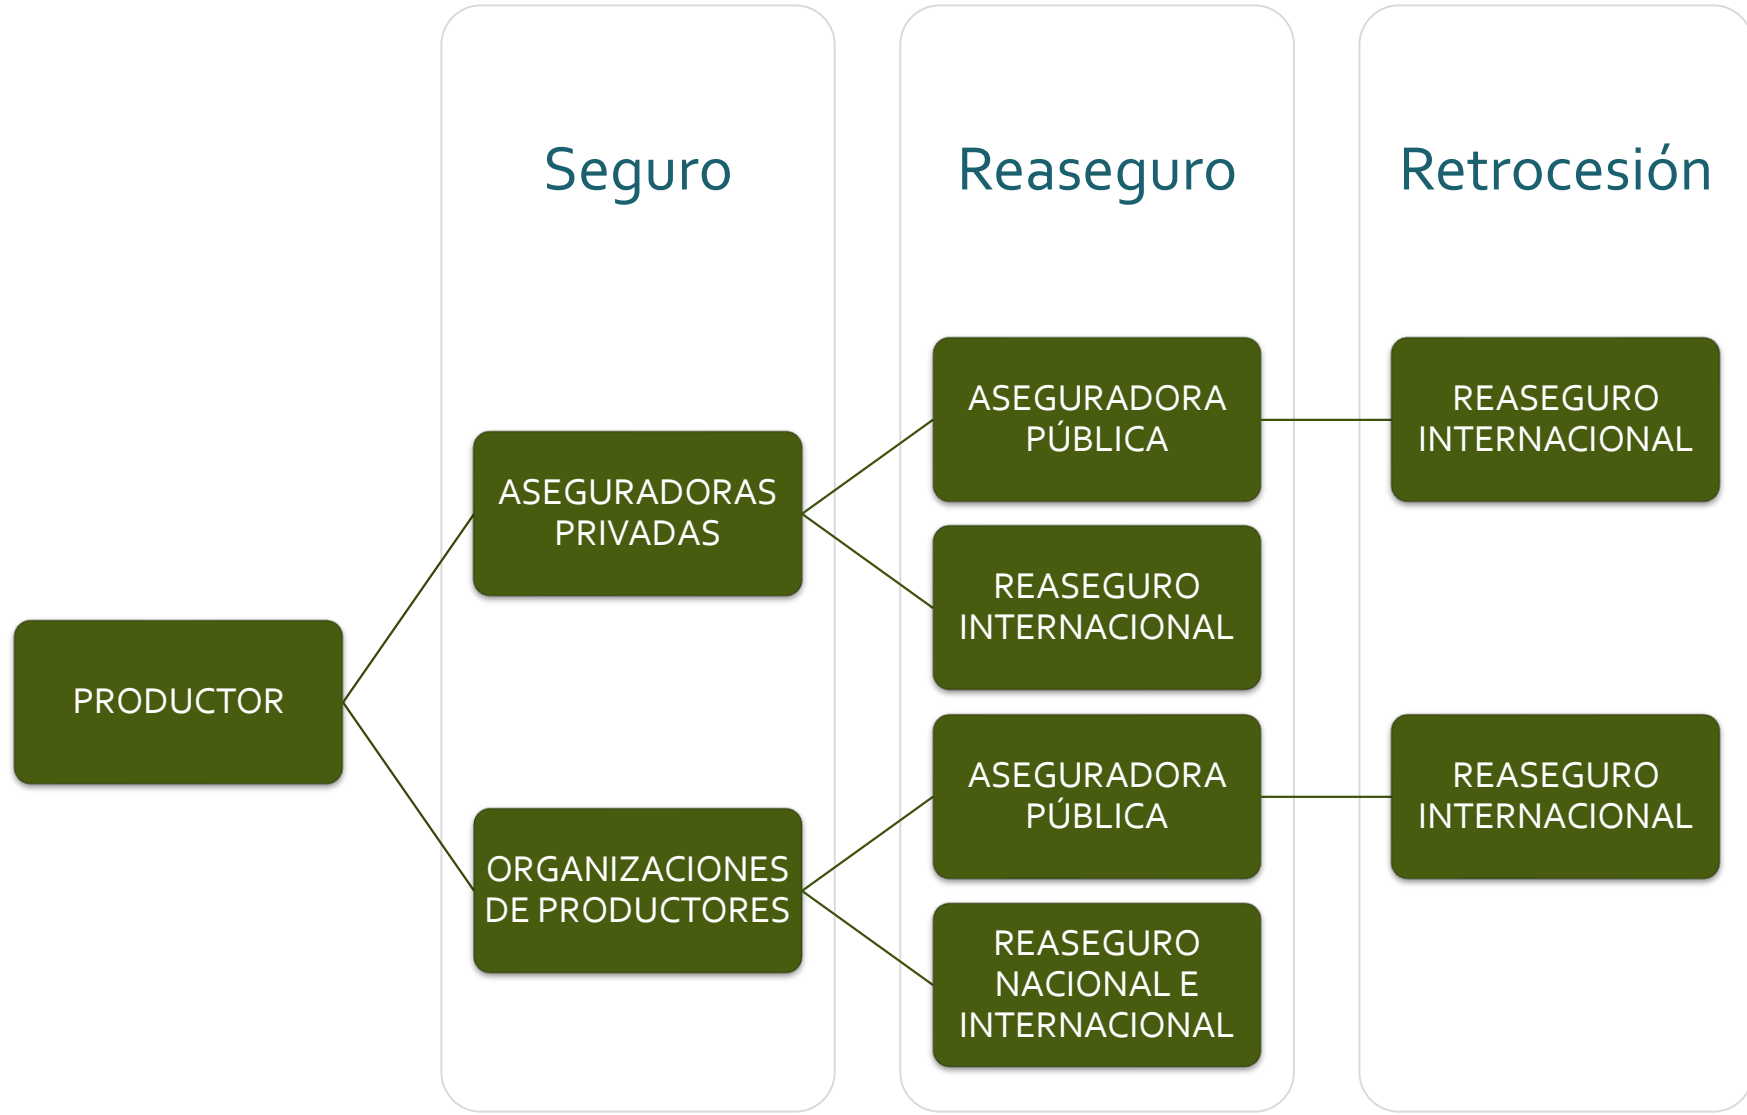 Seguro
Reaseguro
Retrocesión
PRODUCTOR
ASEGURADORAS
PRIVADAS
ORGANIZACIONES
DE PRODUCTORES
ASEGURADORA
PÚBLICA
REASEGURO
INTERNACIONAL
ASEGURADORA
PÚBLICA
REASEGURO
NACIONAL E
INTERNACIONAL
REASEGURO
INTERNACIONAL
REASEGURO
INTERNACIONAL